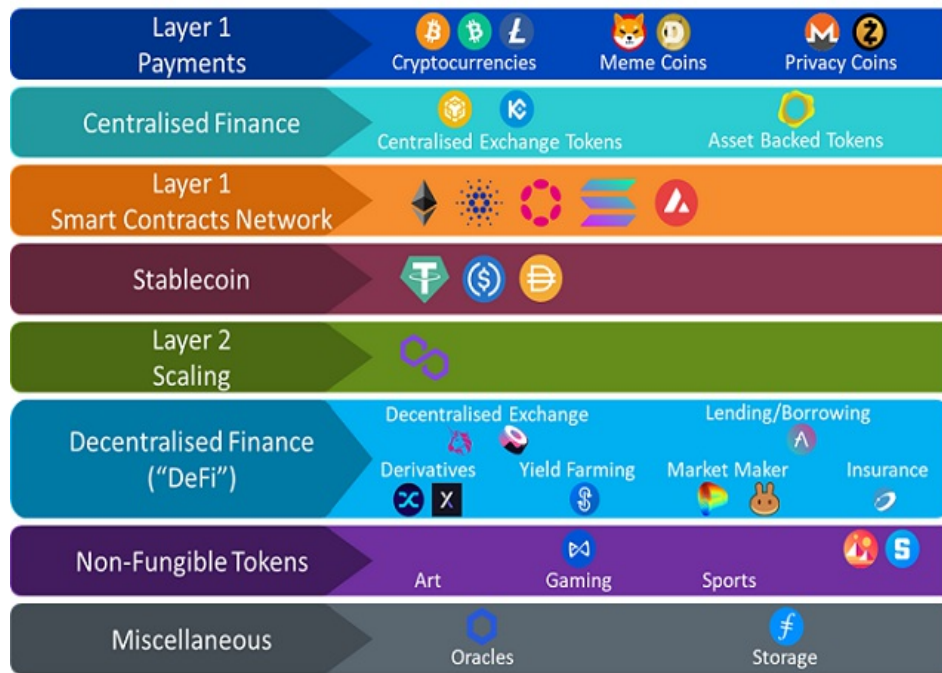 Layer 1
Payments
Cryptocurrencies
Meme Coins
Privacy Coins
Centralised Finance
Centralised Exchange Tokens
Asset Backed Tokens
Layer 1
Smart Contracts Network
Stablecoin
Layer 2
Scaling
Decentralised Finance
(“DeFi”)
Decentralised Exchange
Lending/Borrowing
Derivatives
Yield Farming
Market Maker
Insurance
Non-Fungible Tokens
Art
Gaming
Sports
Miscellaneous
Oracles
Storage